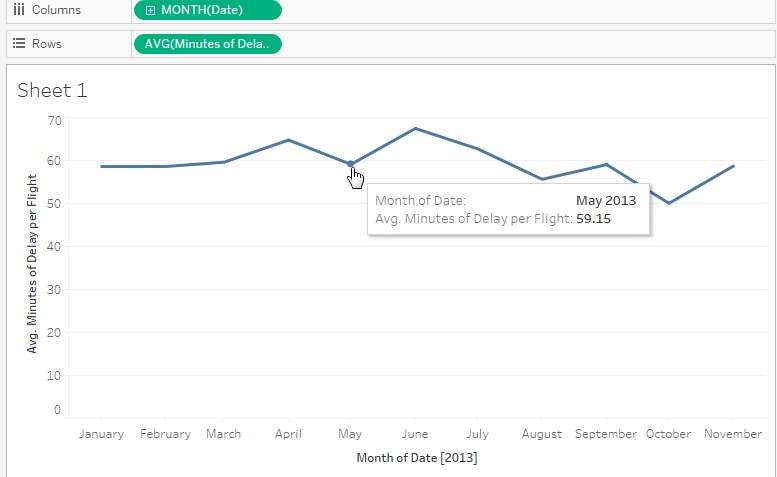 Columns MONTH(Date)
Rows AVG(Minutes of Dela..
Sheet 1
70
60
50
40
30
20
10
0
Avg. Minutes of Delay per Flight
Month of Date: May 2013
Avg. Minutes of Delay per Flight: 59.15
January February March April May June July August September October November
Month of Date [2013]